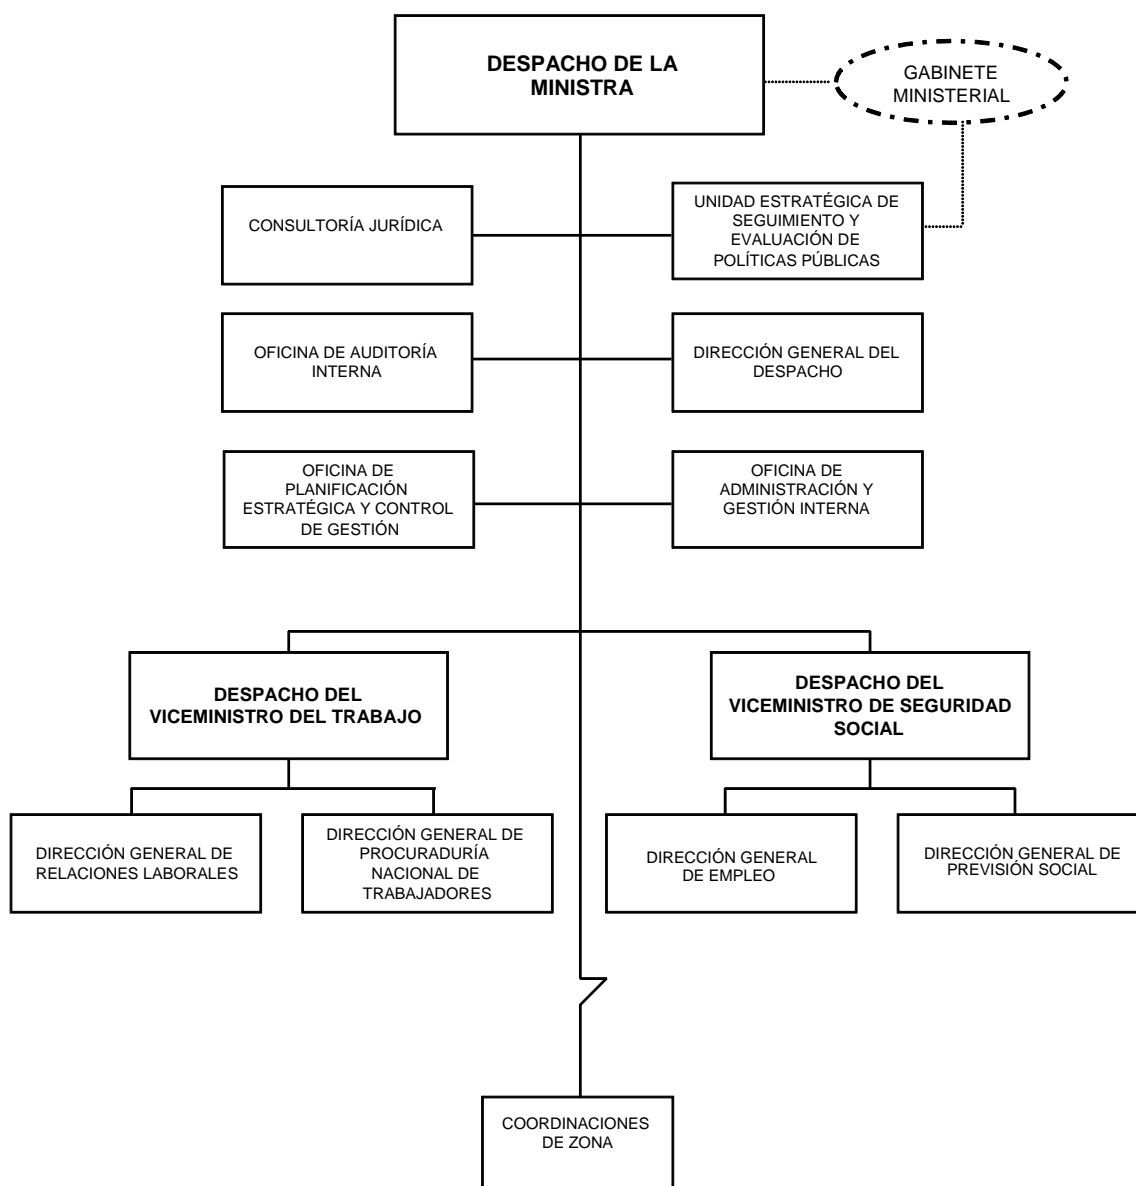 DESPACHO DE LA
MINISTRA
GABINETE
MINISTERIAL
CONSULTORÍA JURÍDICA
UNIDAD ESTRATÉGICA DE
SEGUIMIENTO Y
EVALUACIÓN DE
POLÍTICAS PÚBLICAS
OFICINA DE AUDITORÍA
INTERNA
DIRECCIÓN GENERAL DEL
DESPACHO
OFICINA DE
PLANIFICACIÓN
ESTRATÉGICA Y CONTROL
DE GESTIÓN
OFICINA DE
ADMINISTRACIÓN Y
GESTIÓN INTERNA
DESPACHO DEL
VICEMINISTRO DEL TRABAJO
DESPACHO DEL
VICEMINISTRO DE SEGURIDAD
SOCIAL
DIRECCIÓN GENERAL DE
RELACIONES LABORALES
DIRECCIÓN GENERAL DE
PROCURADURÍA
NACIONAL DE
TRABAJADORES
DIRECCIÓN GENERAL
DE EMPLEO
DIRECCIÓN GENERAL DE
PREVISIÓN SOCIAL
COORDINACIONES
DE ZONA